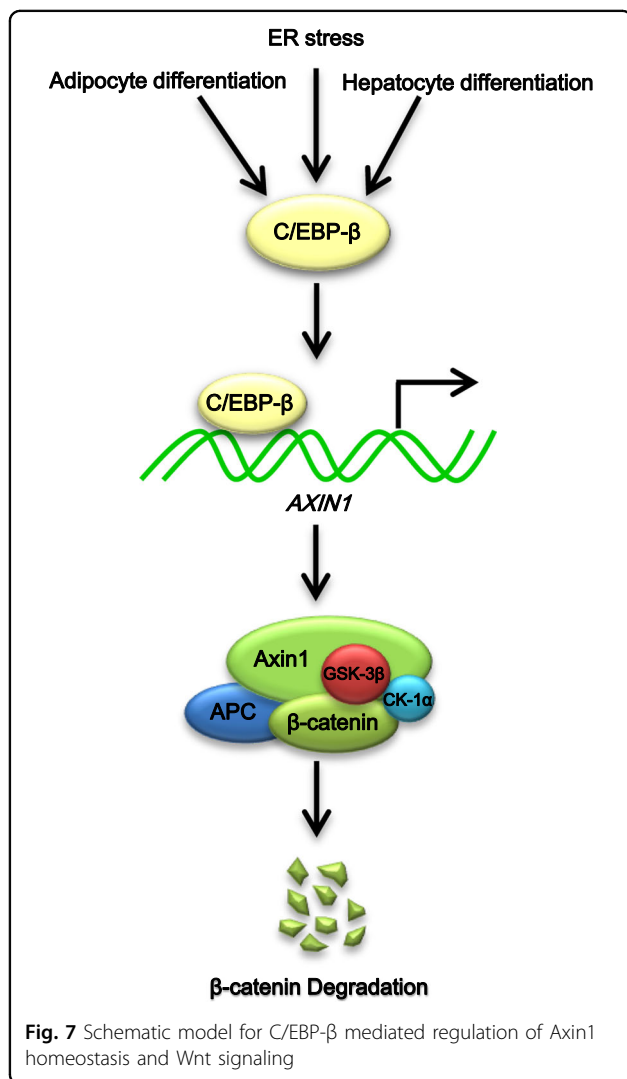 ER stress
Adipocyte differentiation Hepatocyte differentiation
C/EBP-β
C/EBP-β
AXIN1
Axin1
GSK-3β
CK-1α
APC
β-catenin
β-catenin Degradation
Fig. 7 Schematic model for C/EBP-β mediated regulation of Axin1
homeostasis and Wnt signaling